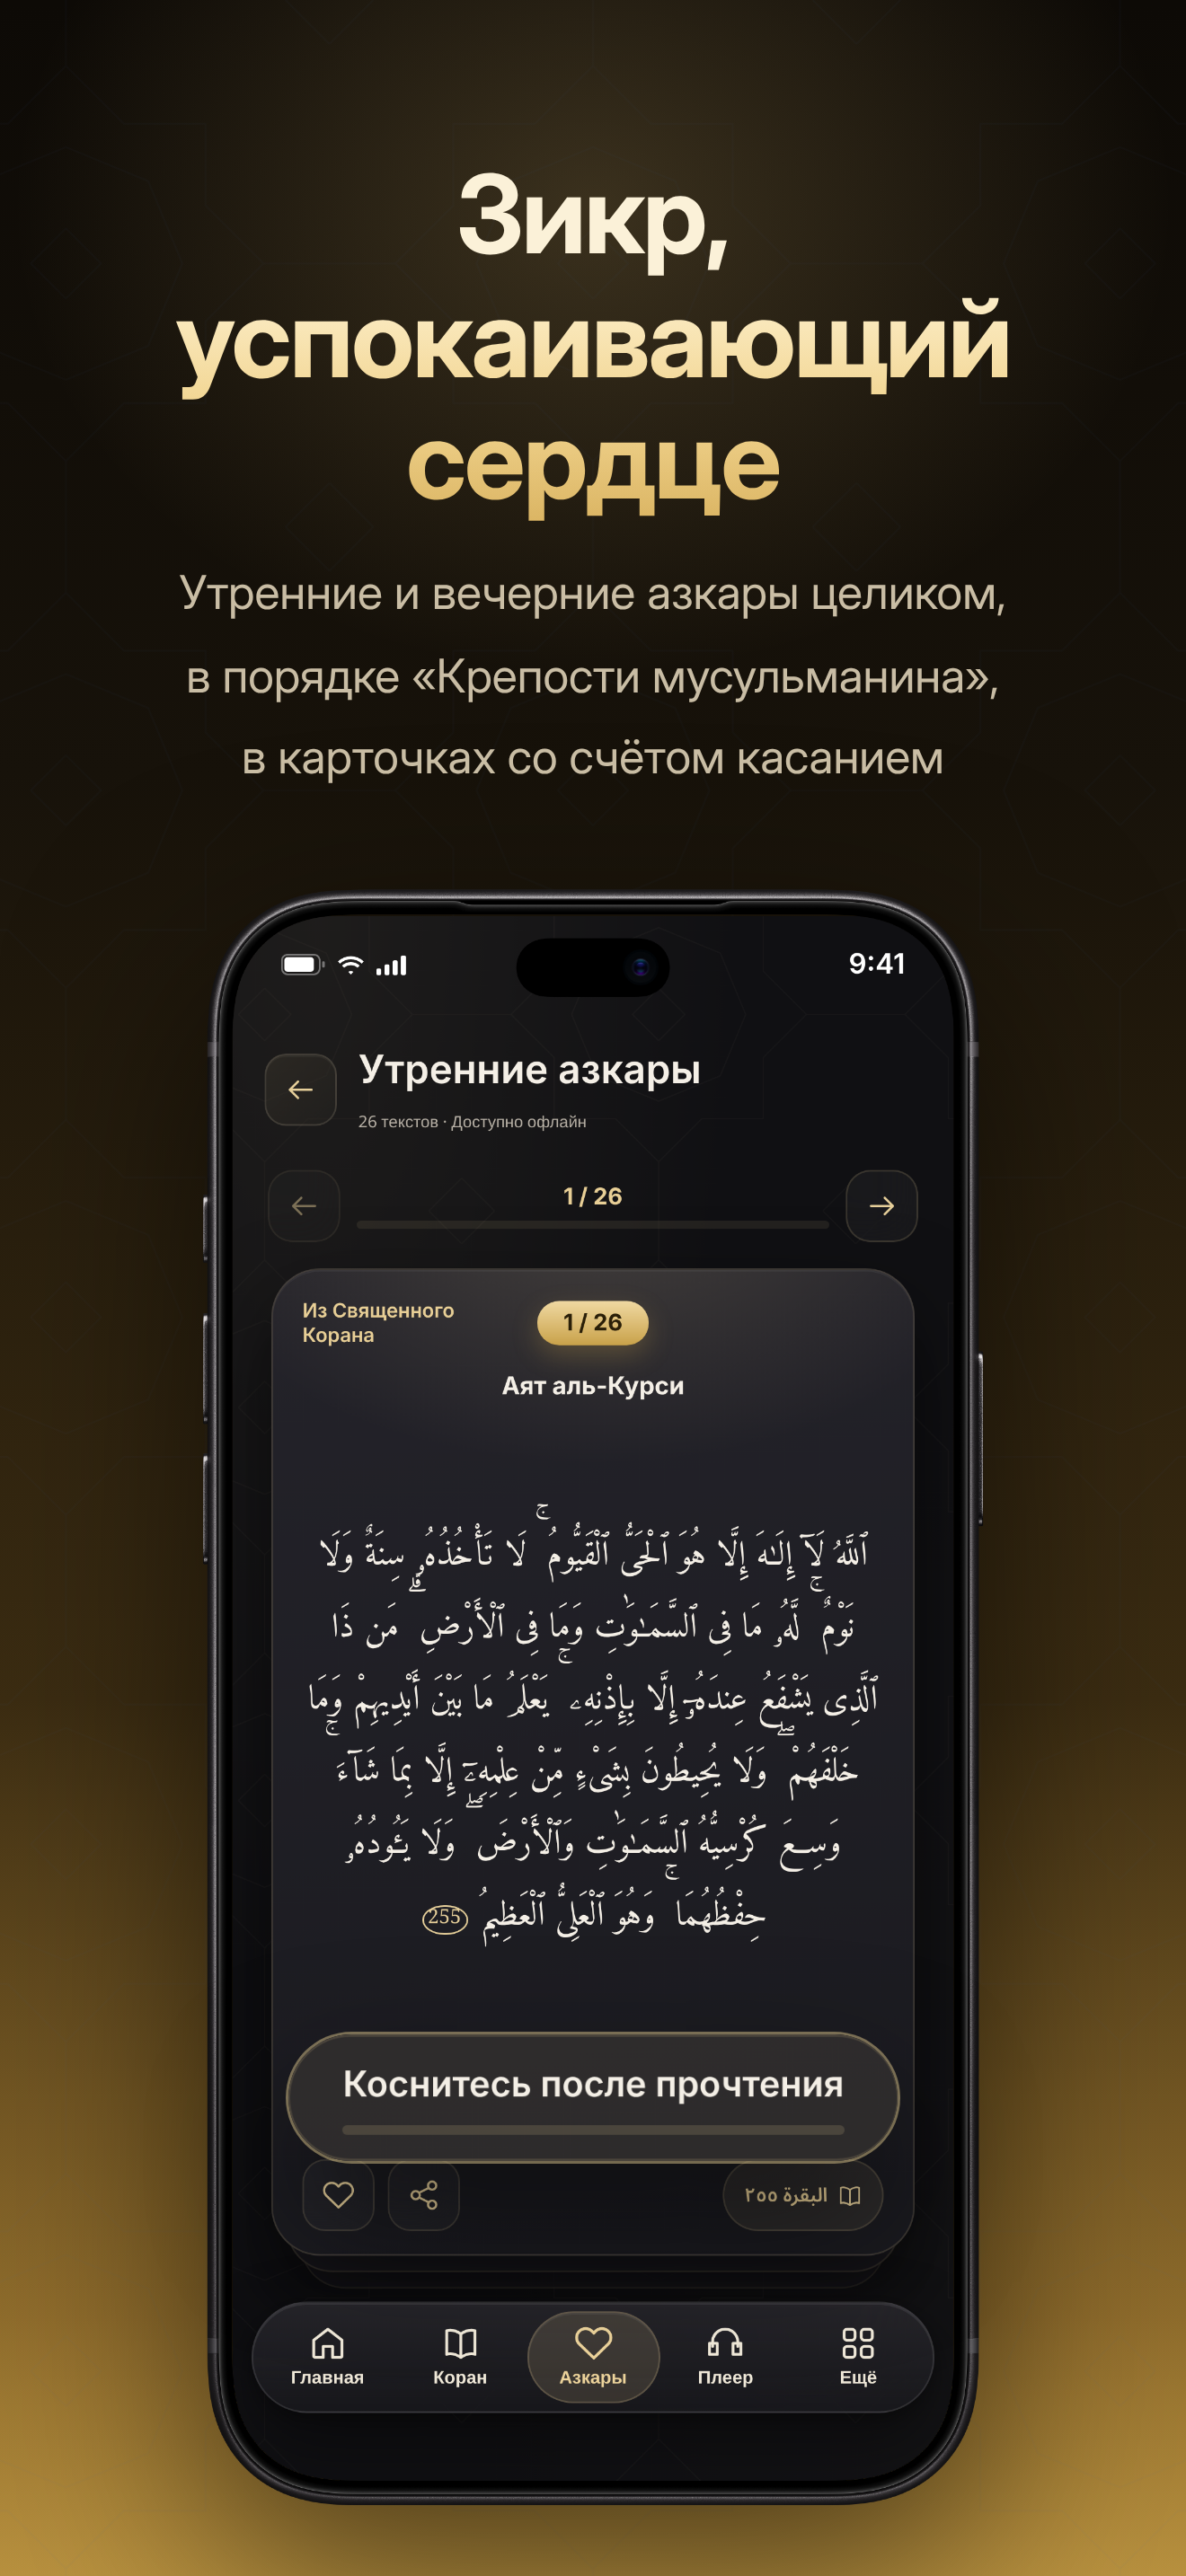 Зикр,
успокаивающий
сердце
Утренние и вечерние азкары целиком,
в порядке «Крепости мусульманина»,
в карточках со счётом касанием
9:41
Утренние азкары
26 текстов · Доступно офлайн
1 / 26
Из Священного
Корана
1 / 26
Аят аль-Курси
ٱللَّهُ لَآ إِلَـٰهَ إِلَّا هُوَ ٱلْحَىُّ ٱلْقَيُّومُ ۚ لَا تَأْخُذُهُۥ سِنَةٌ وَلَا
نَوْمٌ ۚ لَّهُۥ مَا فِى ٱلسَّمَـٰوَٰتِ وَمَا فِى ٱلْأَرْضِ ۗ مَن ذَا
ٱلَّذِى يَشْفَعُ عِندَهُۥٓ إِلَّا بِإِذْنِهِۦ ۚ يَعْلَمُ مَا بَيْنَ أَيْدِيهِمْ وَمَا
خَلْفَهُمْ ۖ وَلَا يُحِيطُونَ بِشَىْءٍ مِّنْ عِلْمِهِۦٓ إِلَّا بِمَا شَآءَ ۚ
وَسِعَ كُرْسِيُّهُ ٱلسَّمَـٰوَٰتِ وَٱلْأَرْضَ ۖ وَلَا يَـُٔودُهُۥ
حِفْظُهُمَا ۚ وَهُوَ ٱلْعَلِىُّ ٱلْعَظِيمُ 255
Коснитесь после прочтения
البقرة ٢٥٥
Главная
Коран
Азкары
Плеер
Ещё